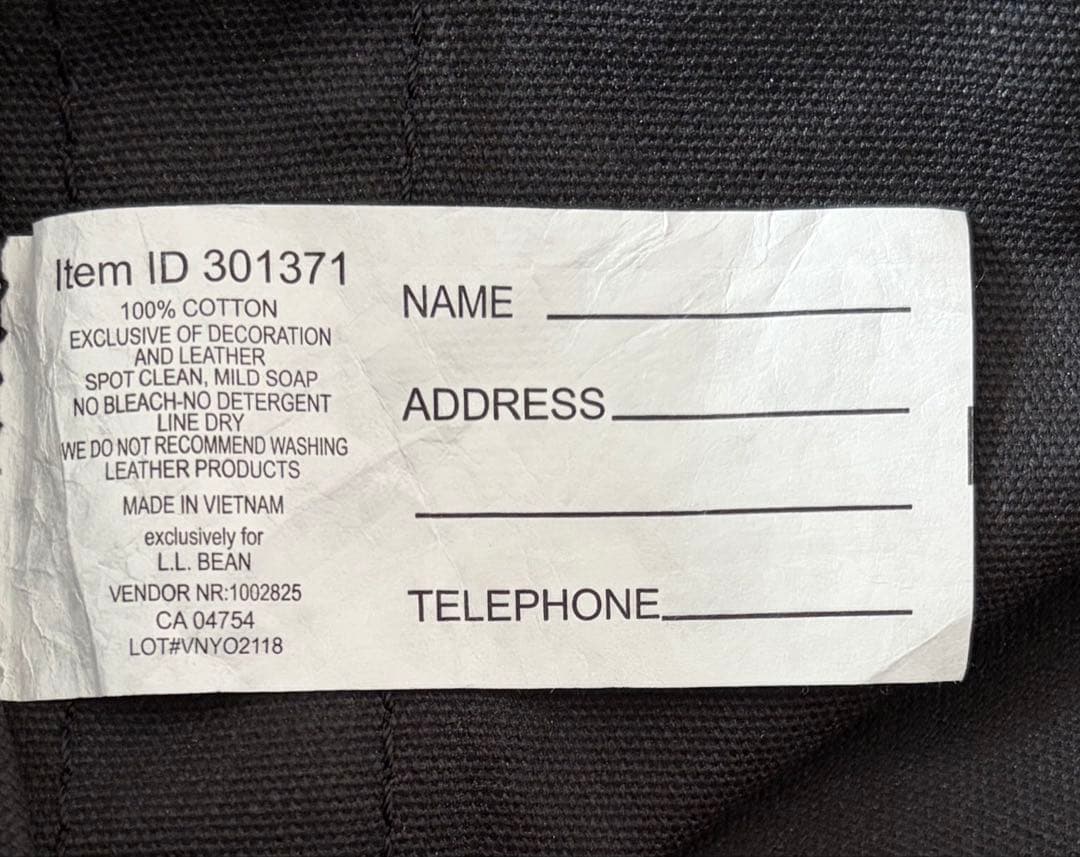 Item ID 301371
100% COTTON
EXCLUSIVE OF DECORATION
AND LEATHER
SPOT CLEAN, MILD SOAP
NO BLEACH-NO DETERGENT
LINE DRY
WE DO NOT RECOMMEND WASHING
LEATHER PRODUCTS
MADE IN VIETNAM
exclusively for
L.L. BEAN
VENDOR NR:1002825
CA 04754
LOT#VNYO2118
NAME
ADDRESS
TELEPHONE